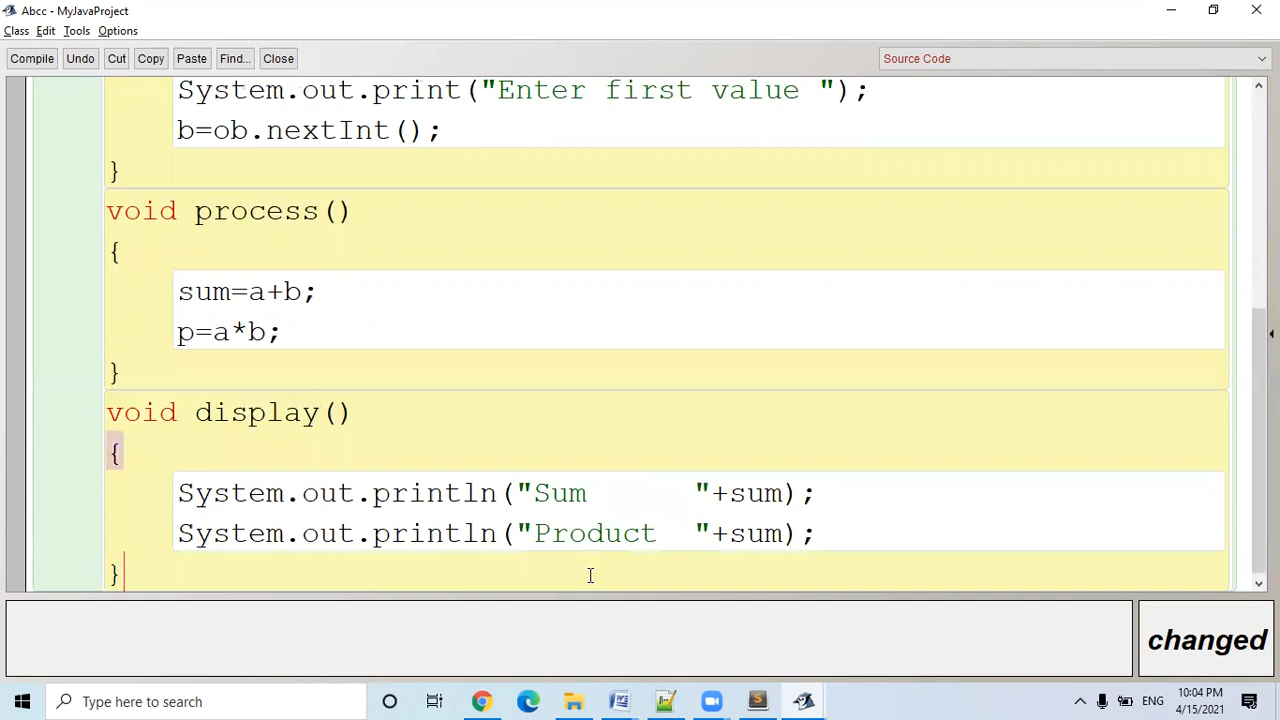 Abcc - MyJavaProject
Class Edit Tools Options
Compile Undo Cut Copy Paste Find... Close Source Code
System.out.print("Enter first value ");
b=ob.nextInt();
}
void process()
{
sum=a+b;
p=a*b;
}
void display()
{
System.out.println("Sum      "+sum);
System.out.println("Product  "+sum);
}
changed
Type here to search
ENG
10:04 PM
4/15/2021